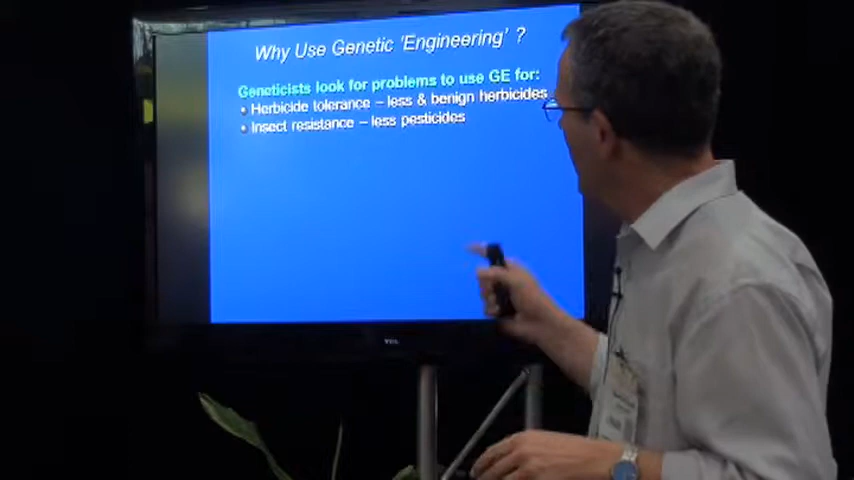 Why Use Genetic 'Engineering' ?
Geneticists look for problems to use GE for:
• Herbicide tolerance – less & benign herbicides
• Insect resistance – less pesticides
TCL